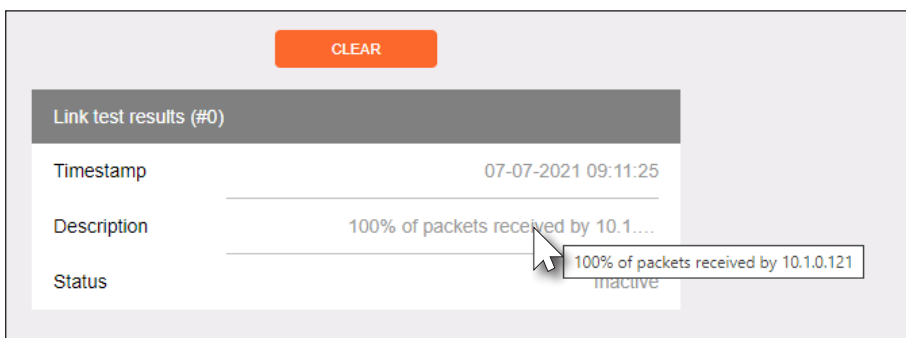 CLEAR
Link test results (#0)
Timestamp 07-07-2021 09:11:25
Description 100% of packets received by 10.1....
100% of packets received by 10.1.0.121
Status Inactive